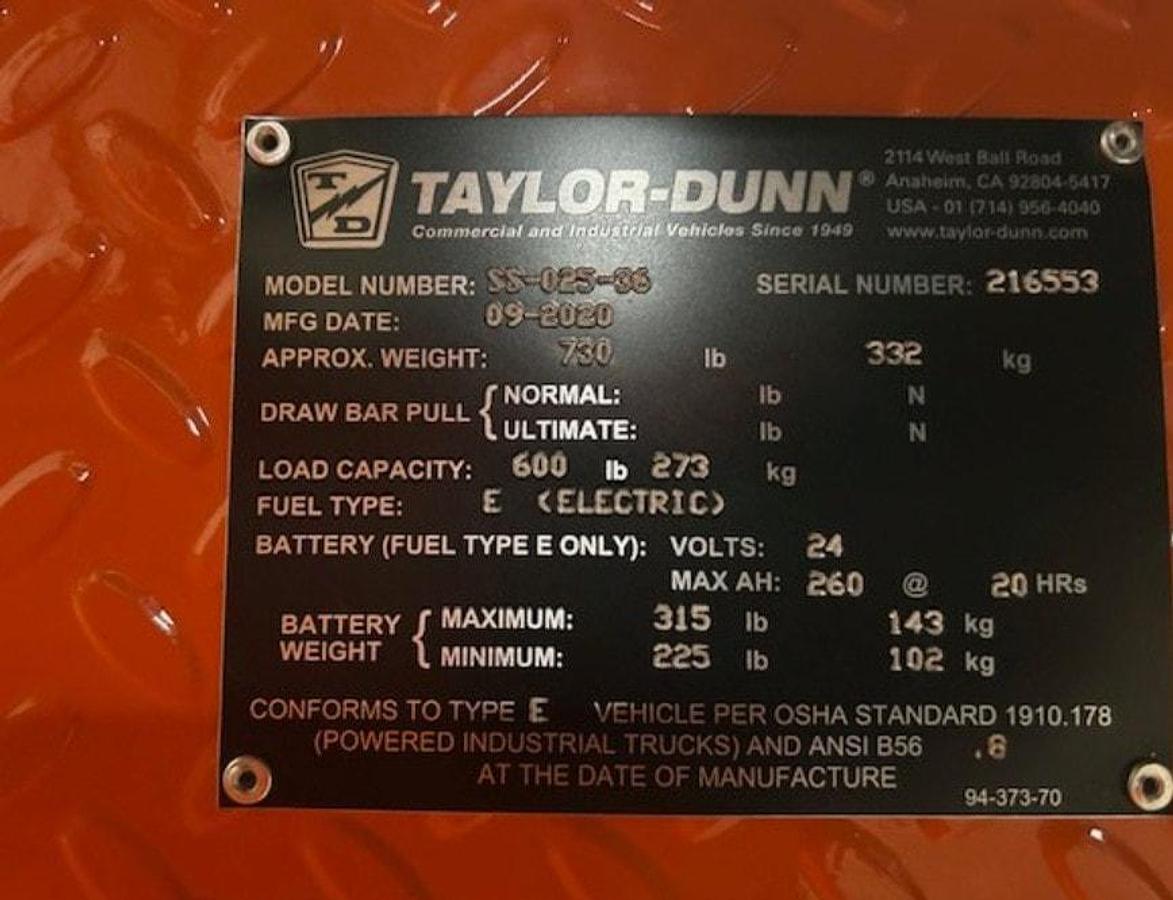 TD
TAYLOR-DUNN®
Commercial and Industrial Vehicles Since 1949
2114 West Ball Road
Anaheim, CA 92804-5417
USA - 01 (714) 956-4040
www.taylor-dunn.com
MODEL NUMBER: SS-025-36 SERIAL NUMBER: 216553
MFG DATE: 09-2020
APPROX. WEIGHT: 730 lb 332 kg
DRAW BAR PULL { NORMAL: lb N
ULTIMATE: lb N
LOAD CAPACITY: 600 lb 273 kg
FUEL TYPE: E (ELECTRIC)
BATTERY (FUEL TYPE E ONLY): VOLTS: 24
MAX AH: 260 @ 20 HRs
BATTERY WEIGHT { MAXIMUM: 315 lb 143 kg
MINIMUM: 225 lb 102 kg
CONFORMS TO TYPE E VEHICLE PER OSHA STANDARD 1910.178
(POWERED INDUSTRIAL TRUCKS) AND ANSI B56 .8
AT THE DATE OF MANUFACTURE
94-373-70